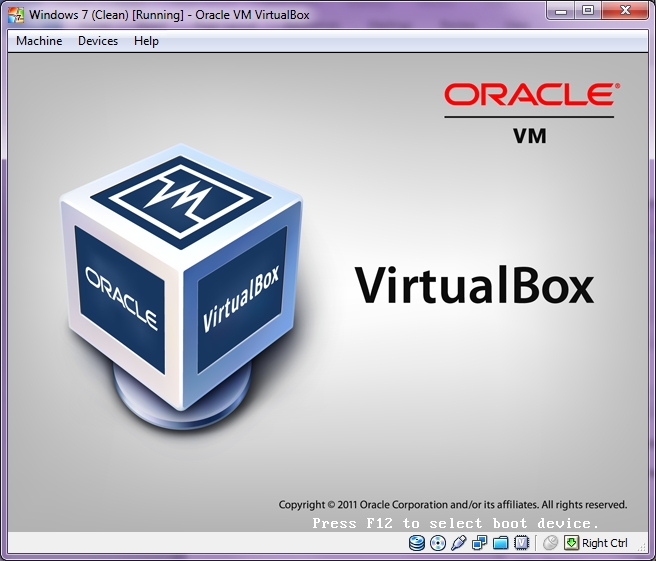 Windows 7 (Clean) [Running] - Oracle VM VirtualBox
Machine Devices Help
ORACLE®
VM
ORACLE
VirtualBox
VirtualBox
Copyright © 2011 Oracle Corporation and/or its affiliates. All rights reserved.
Press F12 to select boot device.
Right Ctrl